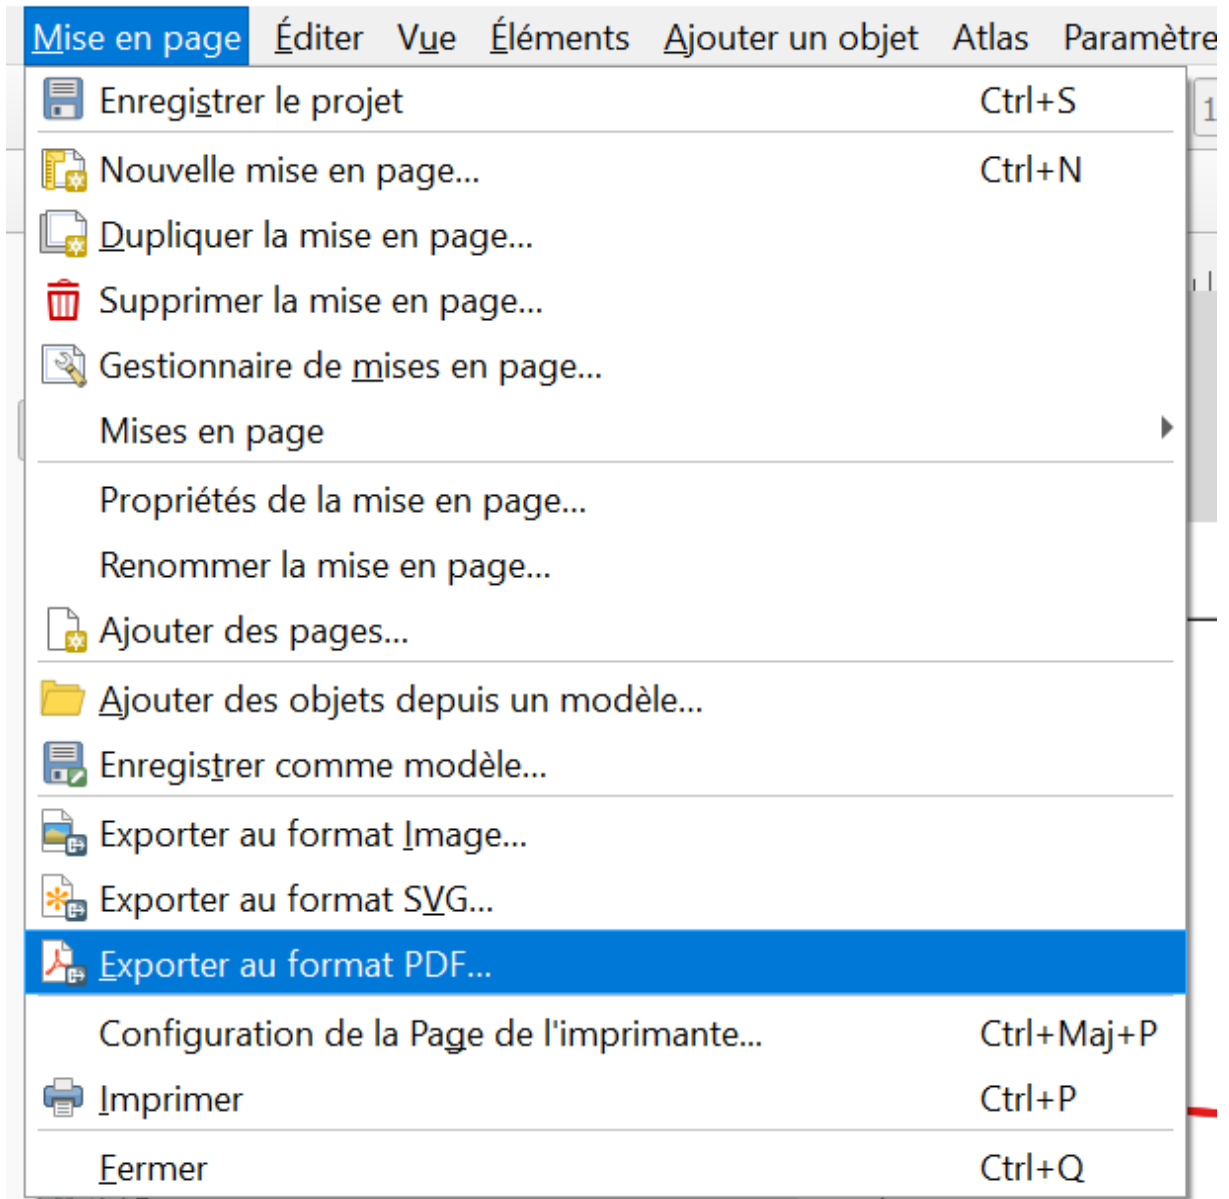 Mise en page Éditer Vue Éléments Ajouter un objet Atlas Paramètre
Enregistrer le projet Ctrl+S
1
Nouvelle mise en page... Ctrl+N
Dupliquer la mise en page...
Supprimer la mise en page...
Gestionnaire de mises en page...
Mises en page
Propriétés de la mise en page...
Renommer la mise en page...
Ajouter des pages...
Ajouter des objets depuis un modèle...
Enregistrer comme modèle...
Exporter au format Image...
Exporter au format SVG...
Exporter au format PDF...
Configuration de la Page de l'imprimante... Ctrl+Maj+P
Imprimer Ctrl+P
Fermer Ctrl+Q